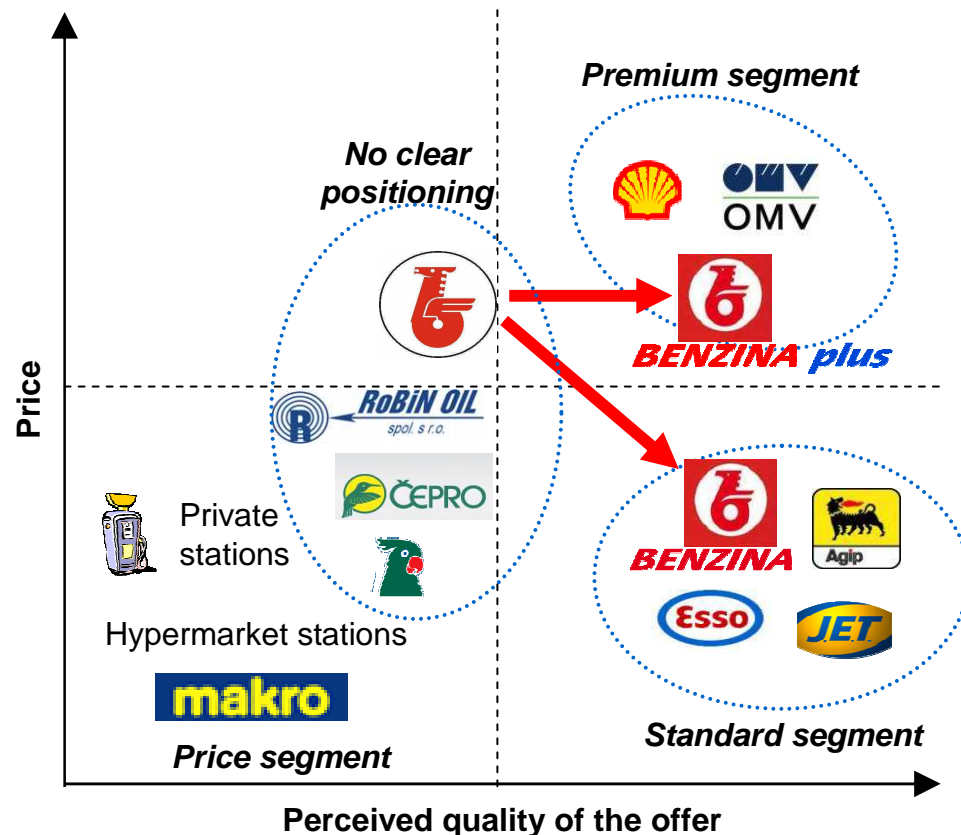 Premium segment
No clear
positioning
OMV
OMV
BENZINA plus
Price
R
RoBiN OIL
spol. s r.o.
ČEPRO
Private
stations
BENZINA
Agip
Esso
J.E.T.
Hypermarket stations
makro
Price segment
Standard segment
Perceived quality of the offer